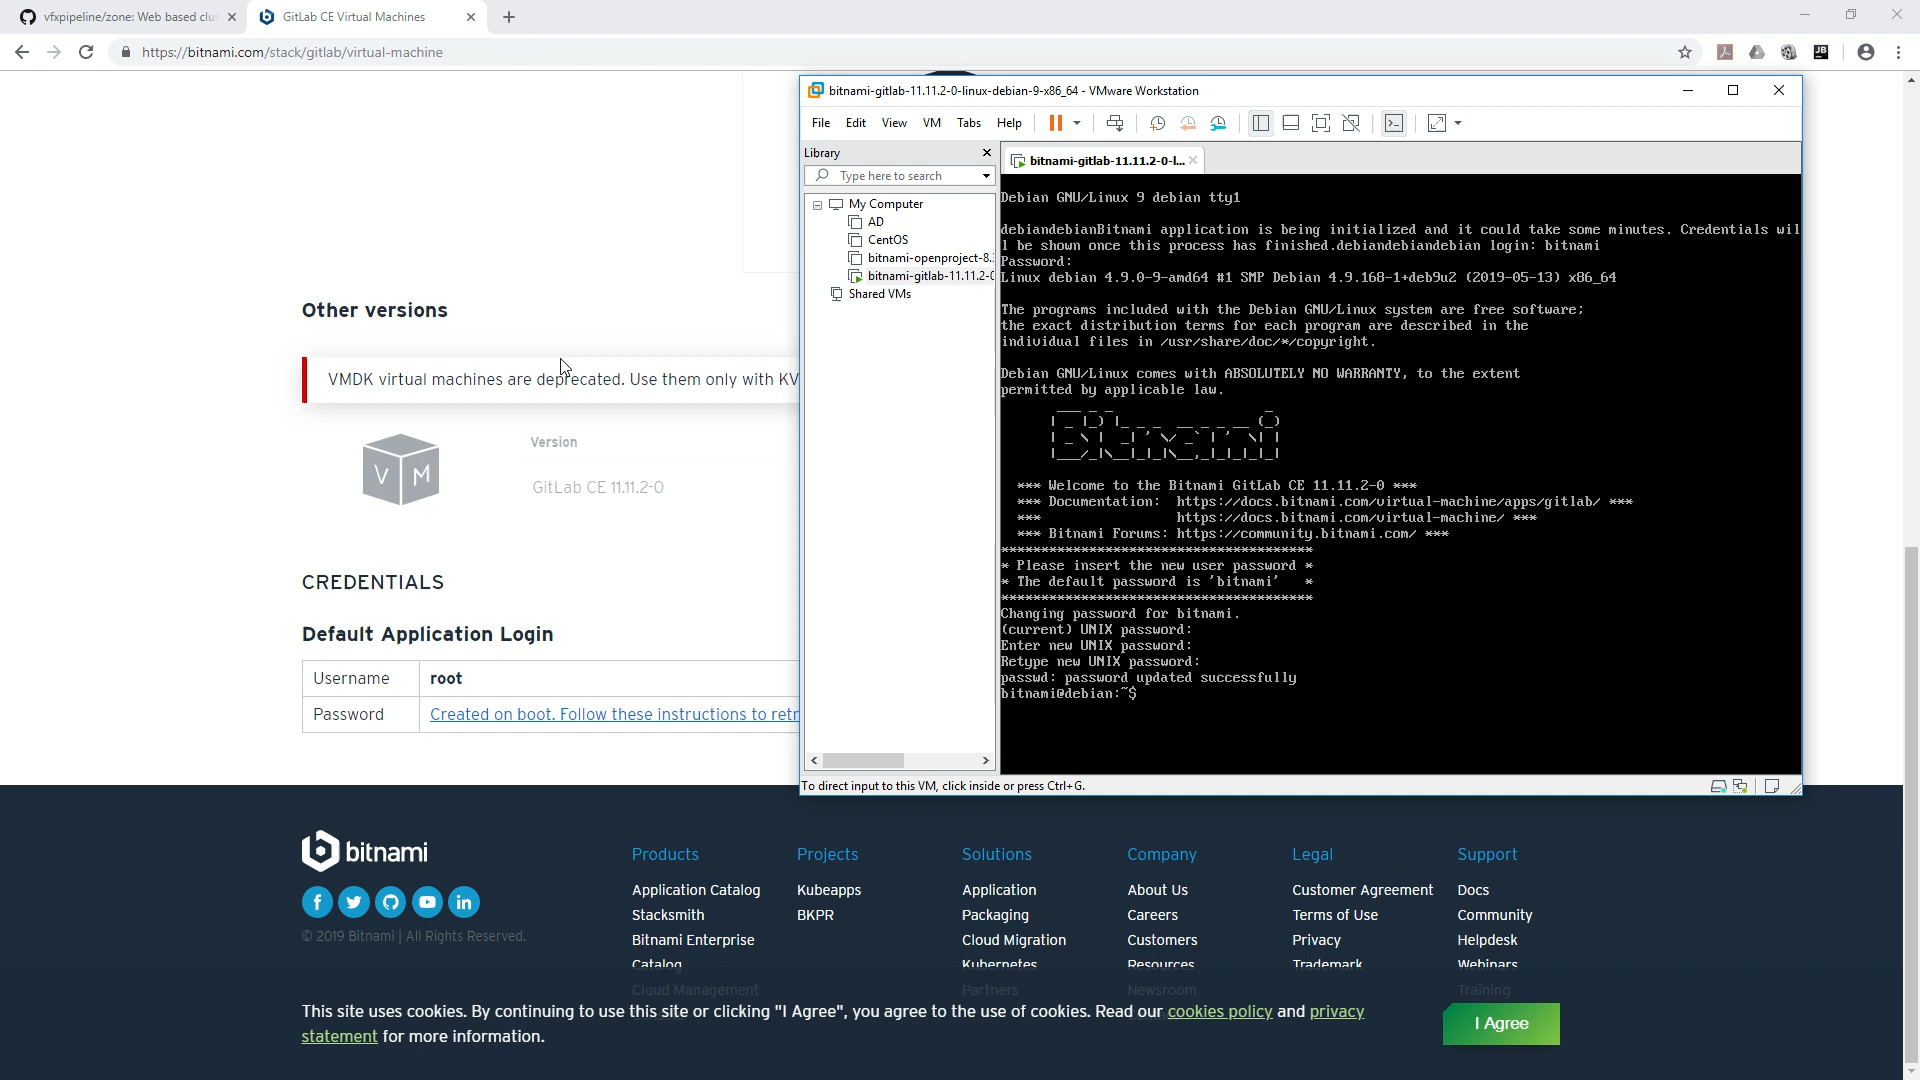 vfxpipeline/zone: Web based clus
GitLab CE Virtual Machines
https://bitnami.com/stack/gitlab/virtual-machine
JB
bitnami-gitlab-11.11.2-0-linux-debian-9-x86_64 - VMware Workstation
File Edit View VM Tabs Help
Library
Type here to search
My Computer
AD
CentOS
bitnami-openproject-8.
bitnami-gitlab-11.11.2-0
Shared VMs
bitnami-gitlab-11.11.2-0-l...
Debian GNU/Linux 9 debian tty1
debiandebianBitnami application is being initialized and it could take some minutes. Credentials wil
l be shown once this process has finished.debiandebiandebian login: bitnami
Password:
Linux debian 4.9.0-9-amd64 #1 SMP Debian 4.9.168-1+deb9u2 (2019-05-13) x86_64
The programs included with the Debian GNU/Linux system are free software;
the exact distribution terms for each program are described in the
individual files in /usr/share/doc/*/copyright.
Debian GNU/Linux comes with ABSOLUTELY NO WARRANTY, to the extent
permitted by applicable law.
Bitnami
*** Welcome to the Bitnami GitLab CE 11.11.2-0 ***
*** Documentation: https://docs.bitnami.com/virtual-machine/apps/gitlab/ ***
*** https://docs.bitnami.com/virtual-machine/ ***
*** Bitnami Forums: https://community.bitnami.com/ ***
***************************************
* Please insert the new user password *
* The default password is 'bitnami' *
***************************************
Changing password for bitnami.
(current) UNIX password:
Enter new UNIX password:
Retype new UNIX password:
passwd: password updated successfully
bitnami@debian:~$
To direct input to this VM, click inside or press Ctrl+G.
Other versions
VMDK virtual machines are deprecated. Use them only with KV
VM
Version
GitLab CE 11.11.2-0
CREDENTIALS
Default Application Login
Username root
Password Created on boot. Follow these instructions to retr
bitnami
© 2019 Bitnami | All Rights Reserved.
Products Projects Solutions Company Legal Support
Application Catalog Kubeapps Application About Us Customer Agreement Docs
Stacksmith BKPR Packaging Careers Terms of Use Community
Bitnami Enterprise Cloud Migration Customers Privacy Helpdesk
Catalog Kubernetes Resources Trademark Webinars
Cloud Management Partners Newsroom Training
This site uses cookies. By continuing to use this site or clicking "I Agree", you agree to the use of cookies. Read our cookies policy and privacy
statement for more information.
I Agree